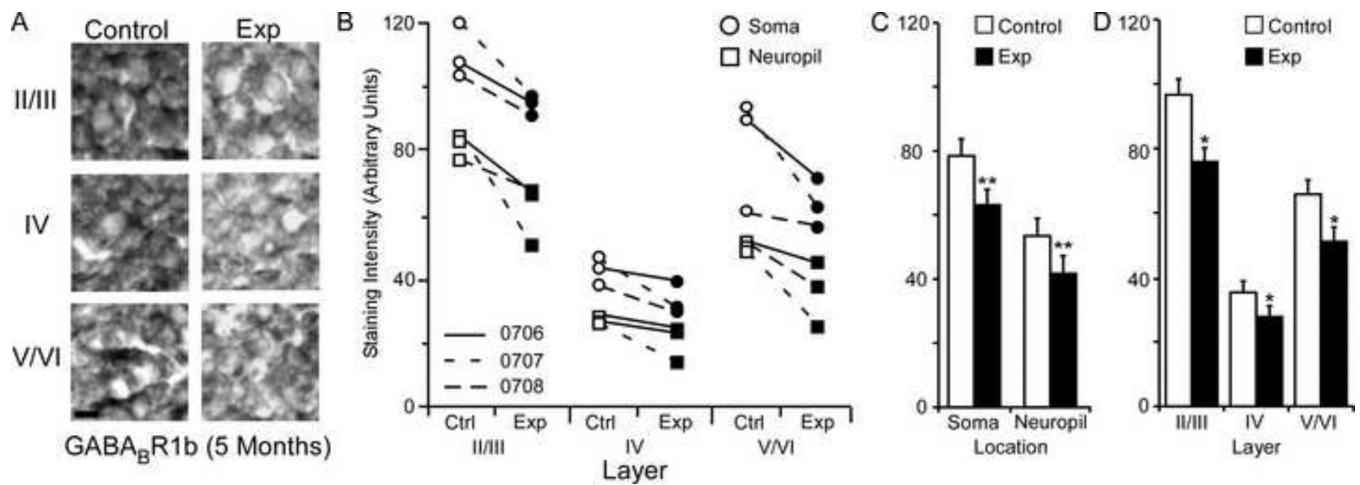 A
Control Exp
II/III
IV
V/VI
GABABR1b (5 Months)
B
Staining Intensity (Arbitrary Units)
120
80
40
0
Soma
Neuropil
0706
0707
0708
Ctrl Exp Ctrl Exp Ctrl Exp
II/III IV V/VI
Layer
C
Control
Exp
120
80
40
0
**
**
Soma Neuropil
Location
D
Control
Exp
120
80
40
0
*
*
*
II/III IV V/VI
Layer